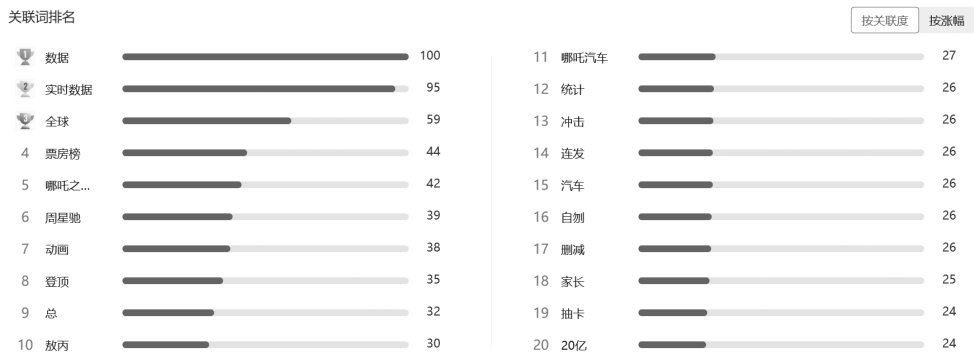 关联词排名
按关联度 按涨幅
1 数据 100
2 实时数据 95
3 全球 59
4 票房榜 44
5 哪吒之... 42
6 周星驰 39
7 动画 38
8 登顶 35
9 总 32
10 敖丙 30
11 哪吒汽车 27
12 统计 26
13 冲击 26
14 连发 26
15 汽车 26
16 自刎 26
17 删减 26
18 家长 25
19 抽卡 24
20 20亿 24